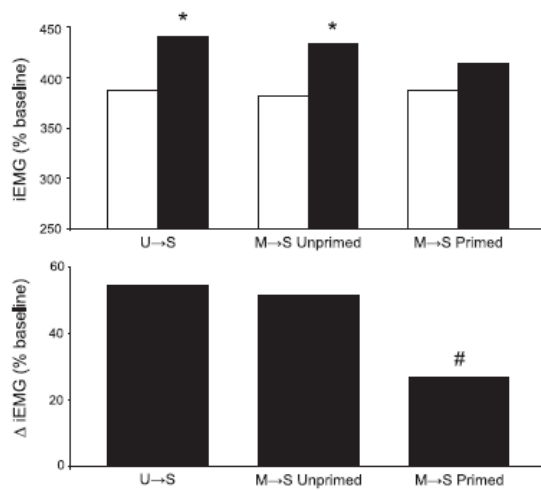 * *
450
400
350
300
250
iEMG (% baseline)
U→S M→S Unprimed M→S Primed
60
40
20
0
Δ iEMG (% baseline)
#
U→S M→S Unprimed M→S Primed